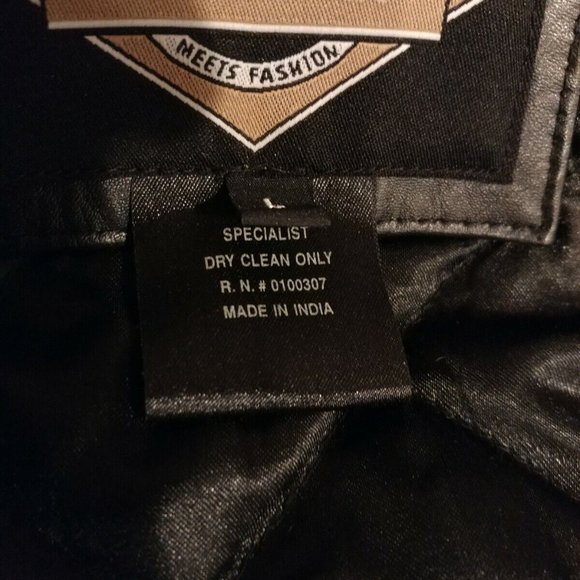 MEETS FASHION
L
SPECIALIST
DRY CLEAN ONLY
R. N. # 0100307
MADE IN INDIA